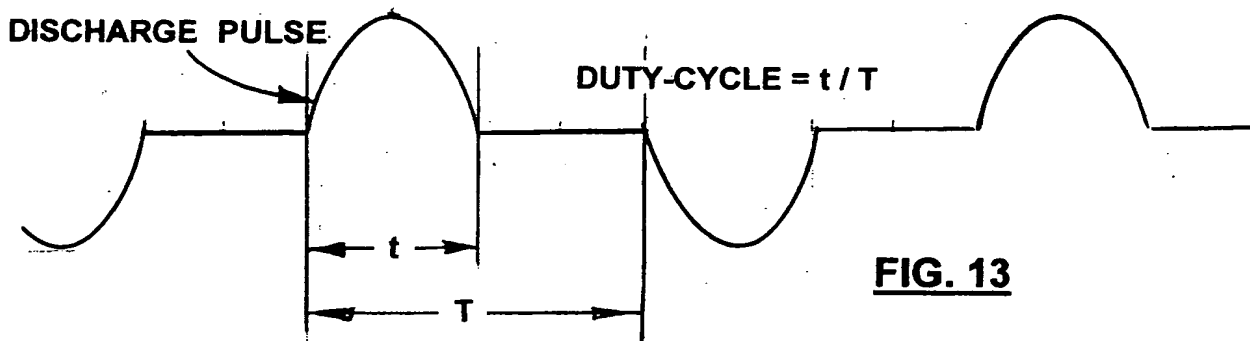 DISCHARGE PULSE
DUTY-CYCLE = t / T
t
T
FIG. 13